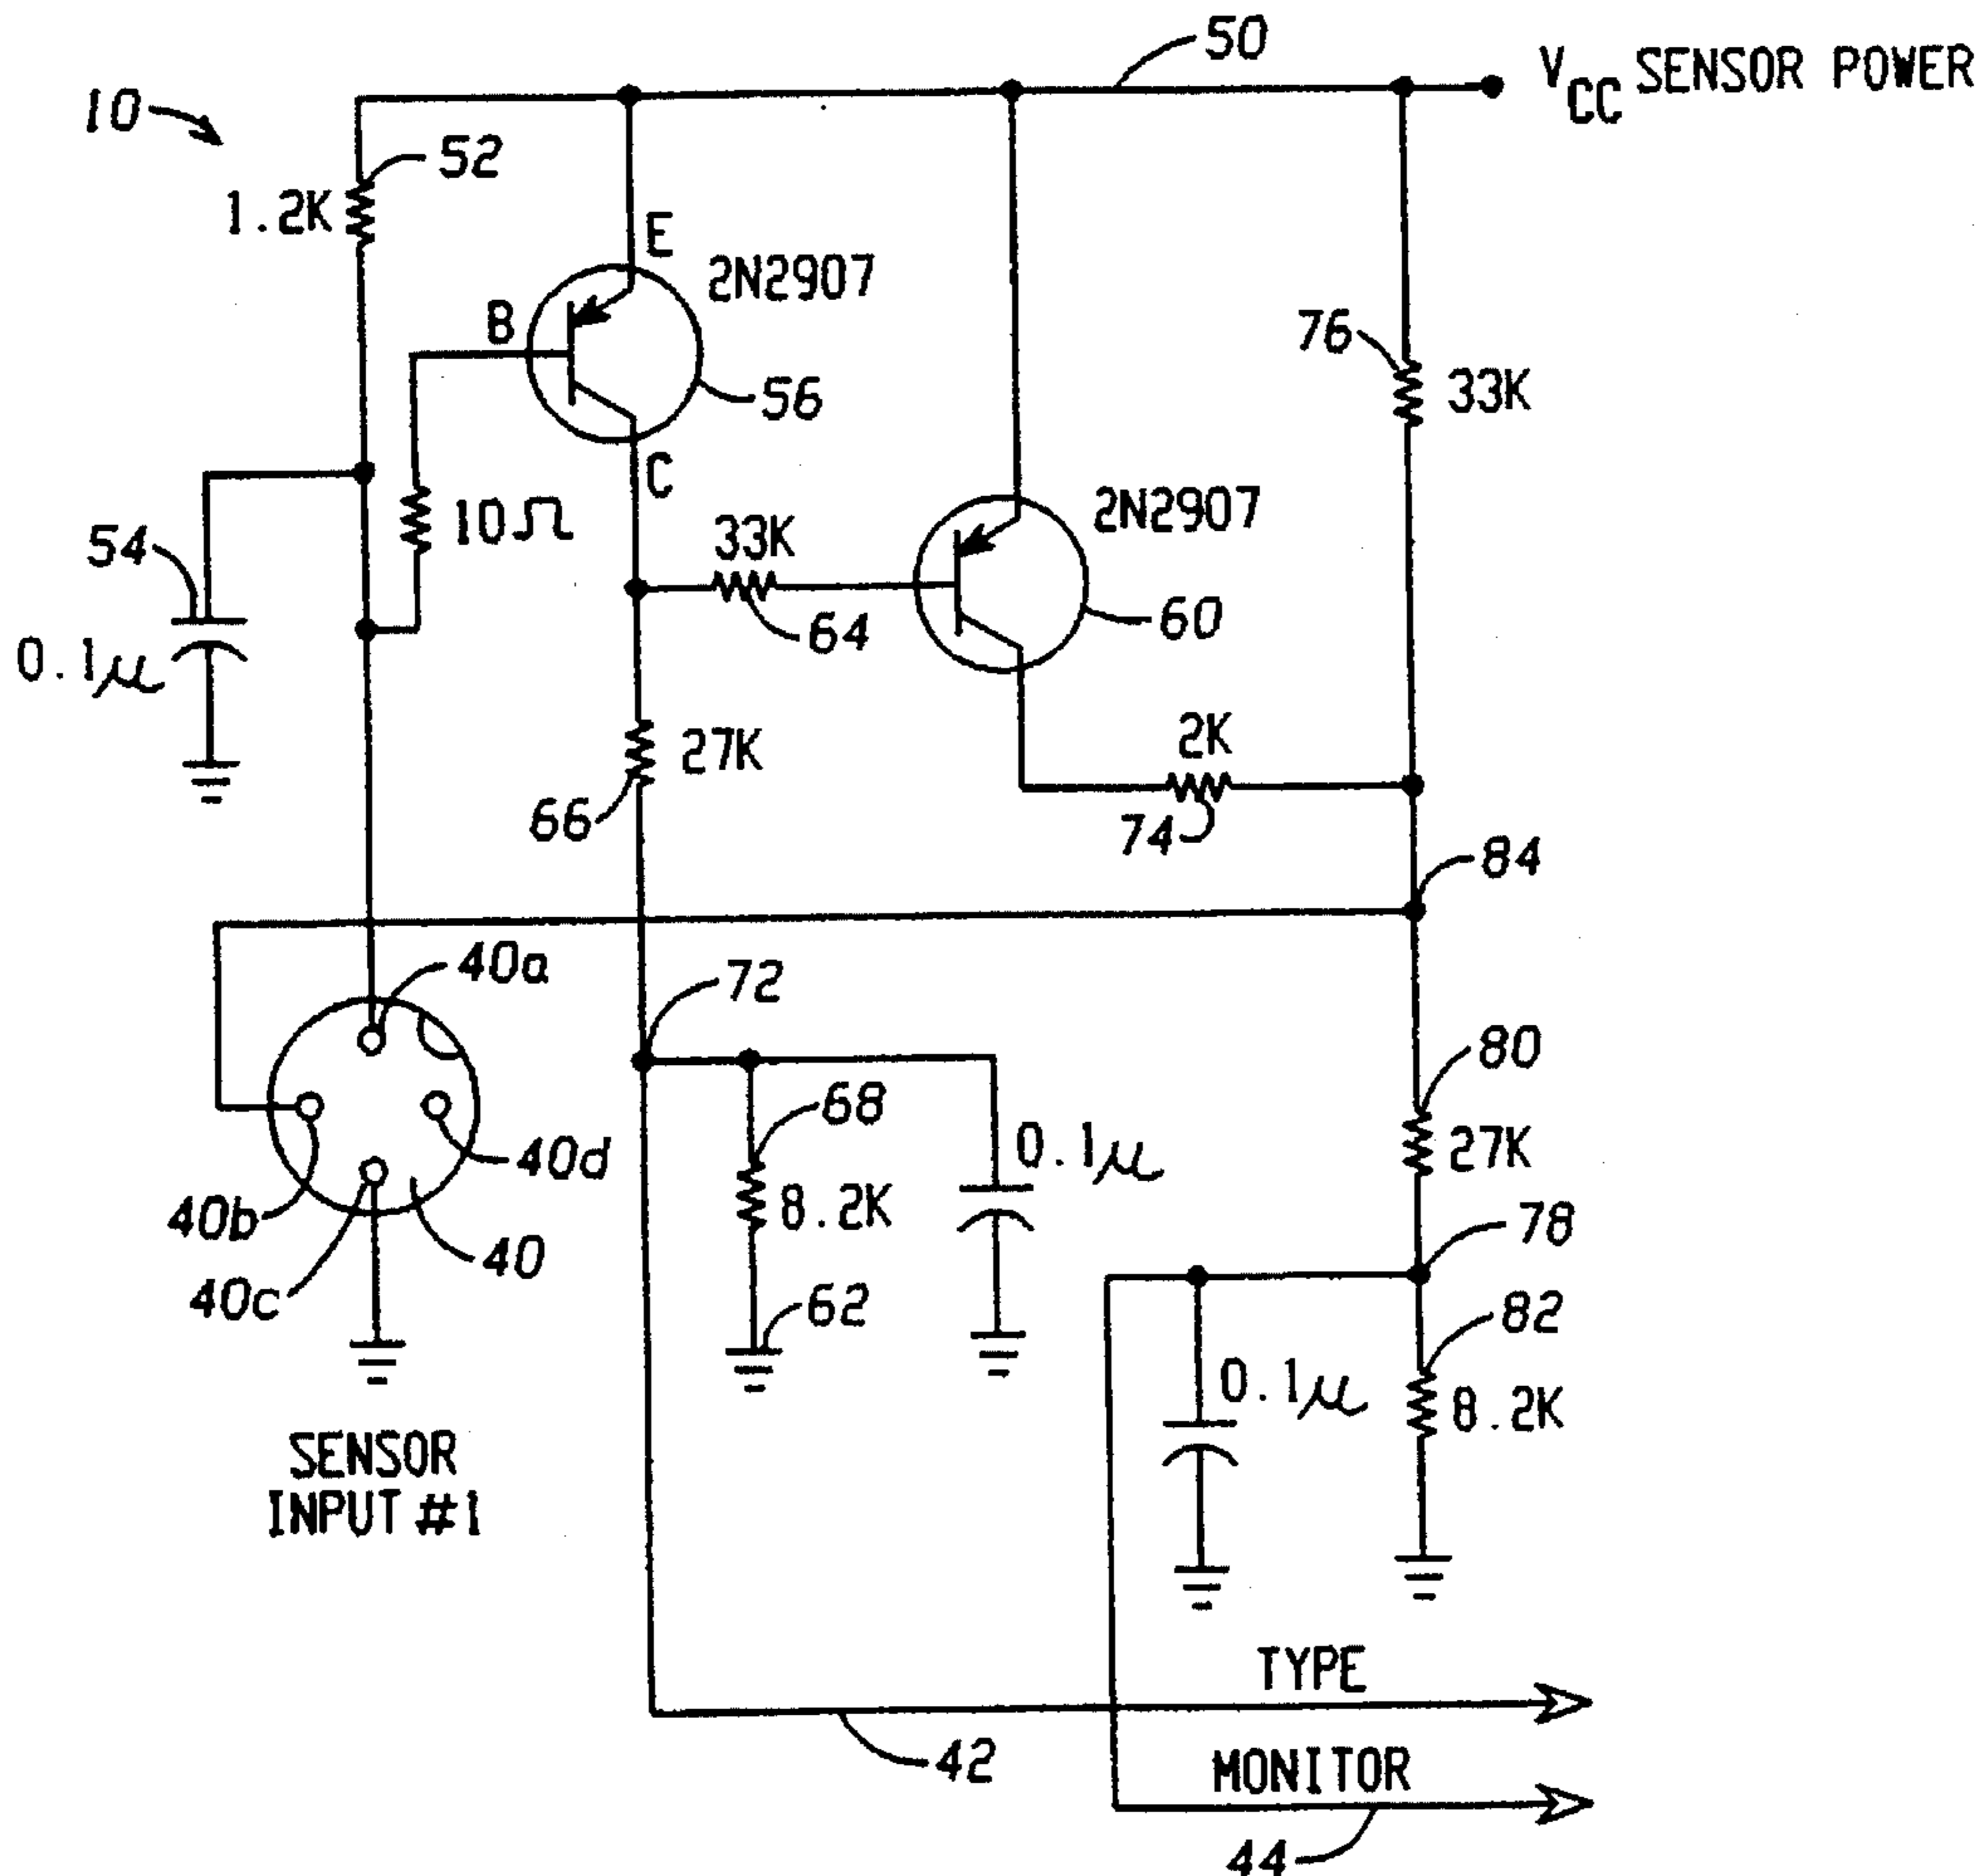 50
V_CC SENSOR POWER
10
52
1.2K
E
2N2907
B
76
33K
56
C
2N2907
10Ω
33K
54
60
64
0.1μ
2K
27K
66
74
84
40a
72
80
68
0.1μ
27K
40d
8.2K
78
40b
40
40c
62
82
0.1μ
8.2K
SENSOR
INPUT #1
TYPE
42
MONITOR
44